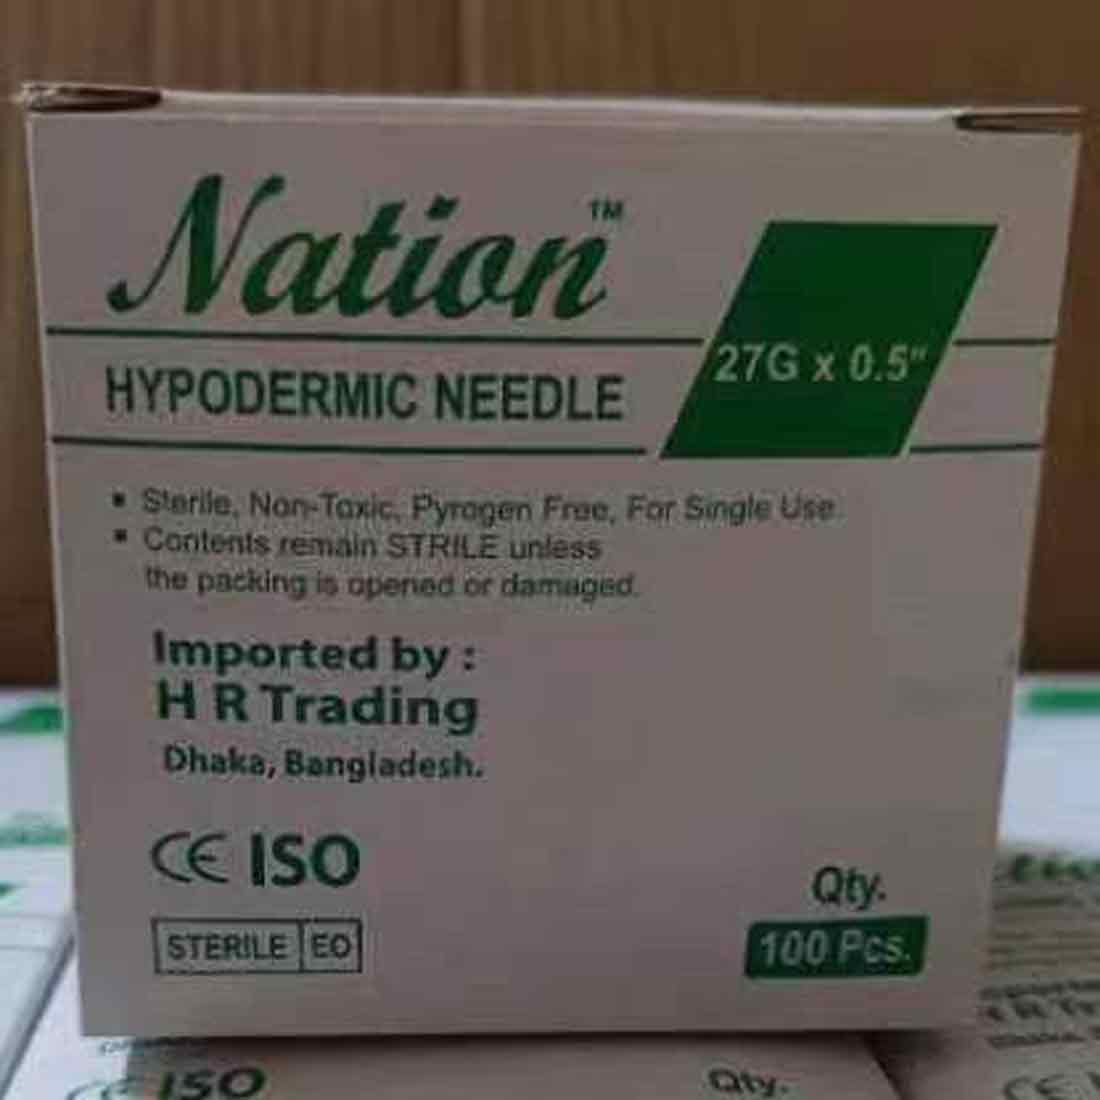 Nation™
HYPODERMIC NEEDLE
27G x 0.5"
▪ Sterile, Non-Toxic, Pyrogen Free, For Single Use
▪ Contents remain STRILE unless
the packing is opened or damaged.
Imported by :
H R Trading
Dhaka, Bangladesh.
CE ISO
STERILE EO
Qty.
100 Pcs.
ISO
Qty.